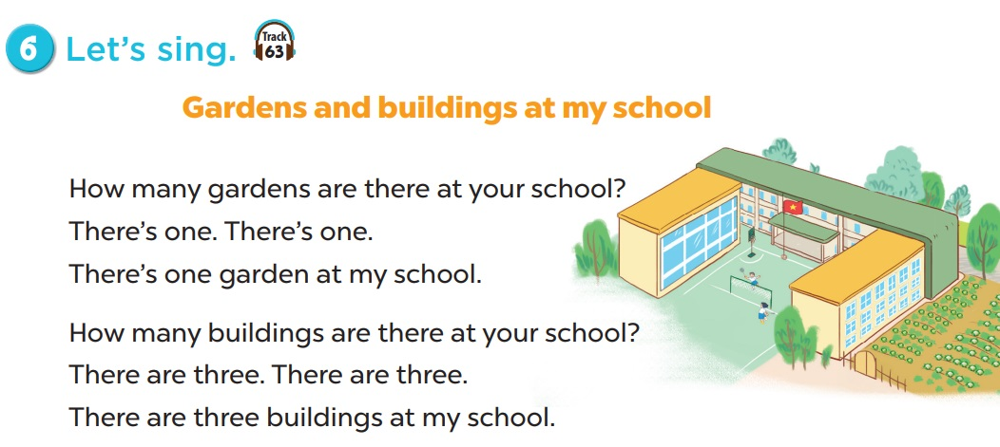 6 Let's sing. Track 63
Gardens and buildings at my school
How many gardens are there at your school?
There's one. There's one.
There's one garden at my school.
How many buildings are there at your school?
There are three. There are three.
There are three buildings at my school.